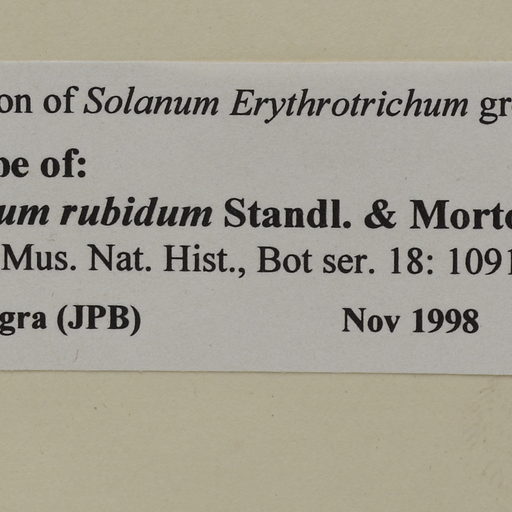 on of Solanum Erythrotrichum gr
pe of:
um rubidum Standl. & Morto
Mus. Nat. Hist., Bot ser. 18: 1091
gra (JPB) Nov 1998